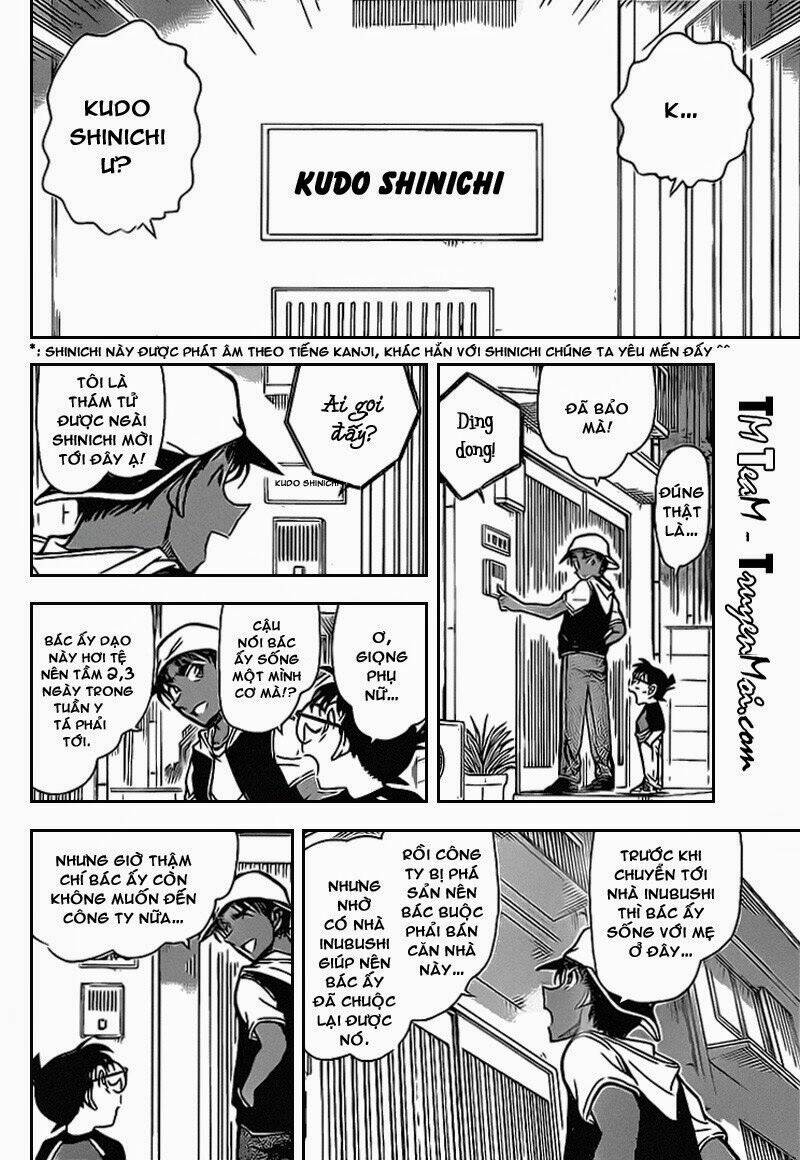 K...
KUDO
SHINICHI
Ư?
KUDO SHINICHI
*: SHINICHI NÀY ĐƯỢC PHÁT ÂM THEO TIẾNG KANJI, KHÁC HẲN VỚI SHINICHI CHÚNG TA YÊU MẾN ĐẤY ^^
ĐÃ BẢO
MÀ!
Ding
dong!
ĐÚNG
THẬT
LÀ...
Ai gọi
đấy?
TÔI LÀ
THÁM TỬ
ĐƯỢC NGÀI
SHINICHI MỜI
TỚI ĐÂY Ạ!
KUDO SHINICHI
Ơ,
GIỌNG
PHỤ
NỮ...
CẬU
NÓI BÁC
ẤY SỐNG
MỘT MÌNH
CƠ MÀ!?
BÁC ẤY DẠO
NÀY HƠI TỆ
NÊN TẦM 2,3
NGÀY TRONG
TUẦN Y
TÁ PHẢI
TỚI.
TRƯỚC KHI
CHUYỂN TỚI
NHÀ INUBUSHI
THÌ BÁC ẤY
SỐNG VỚI MẸ
Ở ĐÂY...
RỒI CÔNG
TY BỊ PHÁ
SẢN NÊN
BÁC BUỘC
PHẢI BÁN
CĂN NHÀ
NÀY...
NHƯNG
NHỜ
CÓ NHÀ
INUBUSHI
GIÚP NÊN
BÁC ẤY
ĐÃ CHUỘC
LẠI ĐƯỢC
NÓ.
NHƯNG GIỜ THẬM
CHÍ BÁC ẤY CÒN
KHÔNG MUỐN ĐẾN
CÔNG TY NỮA...
TM TeaM - TruyenMoi.com